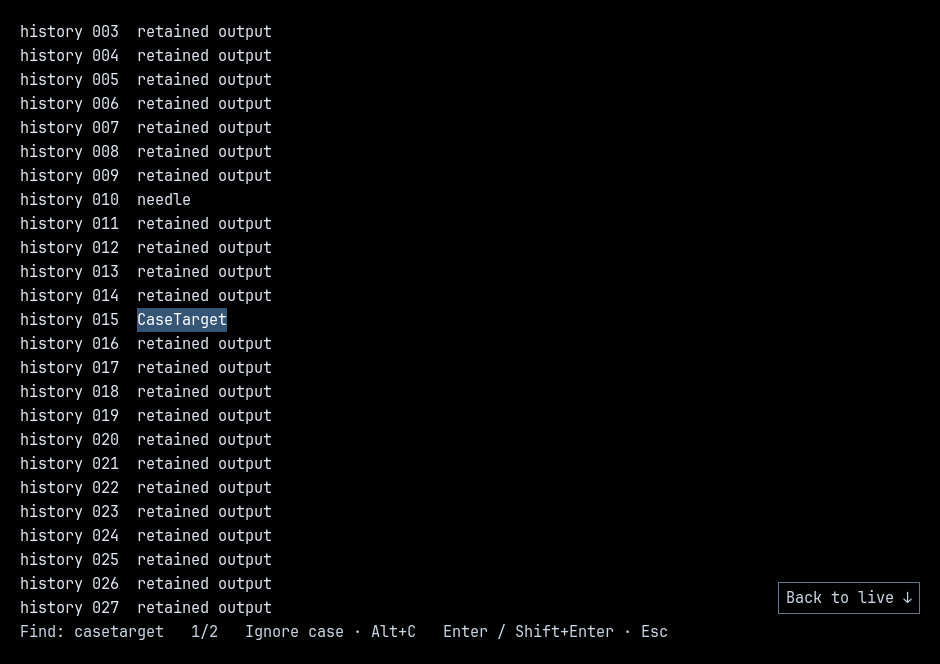 history 003  retained output
history 004  retained output
history 005  retained output
history 006  retained output
history 007  retained output
history 008  retained output
history 009  retained output
history 010  needle
history 011  retained output
history 012  retained output
history 013  retained output
history 014  retained output
history 015  CaseTarget
history 016  retained output
history 017  retained output
history 018  retained output
history 019  retained output
history 020  retained output
history 021  retained output
history 022  retained output
history 023  retained output
history 024  retained output
history 025  retained output
history 026  retained output
Back to live ↓
history 027  retained output
Find: casetarget   1/2   Ignore case · Alt+C   Enter / Shift+Enter · Esc